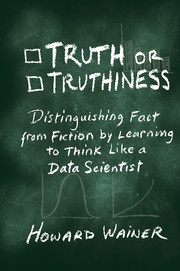 TRUTH OR
TRUTHINESS
Distinguishing Fact
from Fiction by Learning
to Think Like a
Data Scientist
HOWARD WAINER